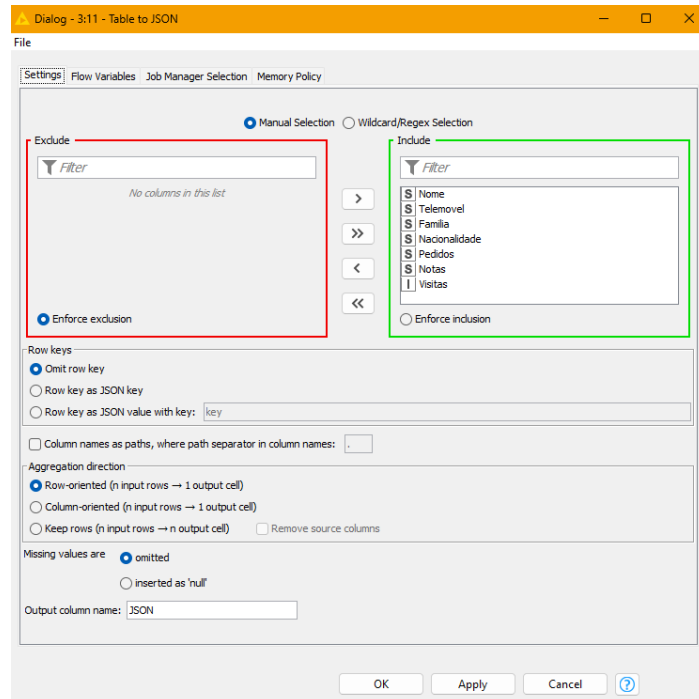 Dialog - 3:11 - Table to JSON
File
Settings Flow Variables Job Manager Selection Memory Policy
Manual Selection Wildcard/Regex Selection
Exclude
Filter
No columns in this list
Enforce exclusion
>
>>
<
<<
Include
Filter
S Nome
S Telemovel
S Familia
S Nacionalidade
S Pedidos
S Notas
I Visitas
Enforce inclusion
Row keys
Omit row key
Row key as JSON key
Row key as JSON value with key: key
Column names as paths, where path separator in column names: .
Aggregation direction
Row-oriented (n input rows → 1 output cell)
Column-oriented (n input rows → 1 output cell)
Keep rows (n input rows → n output cell) Remove source columns
Missing values are omitted
inserted as 'null'
Output column name: JSON
OK Apply Cancel ?